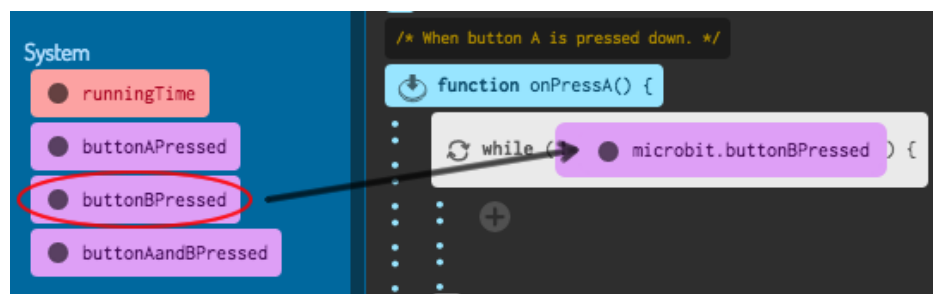 System
runningTime
buttonAPressed
buttonBPressed
buttonAandBPressed
/* When button A is pressed down. */
function onPressA() {
while ( microbit.buttonBPressed ) {